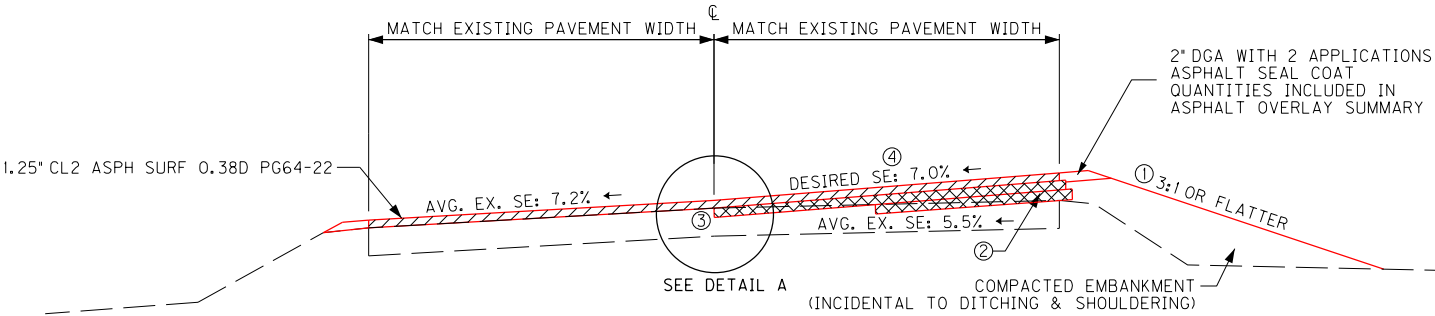 ℄
MATCH EXISTING PAVEMENT WIDTH
MATCH EXISTING PAVEMENT WIDTH
2" DGA WITH 2 APPLICATIONS
ASPHALT SEAL COAT
QUANTITIES INCLUDED IN
ASPHALT OVERLAY SUMMARY
1.25" CL2 ASPH SURF 0.38D PG64-22
4
DESIRED SE: 7.0%
1 3:1 OR FLATTER
AVG. EX. SE: 7.2%
3
AVG. EX. SE: 5.5%
2
SEE DETAIL A
COMPACTED EMBANKMENT
(INCIDENTAL TO DITCHING & SHOULDERING)